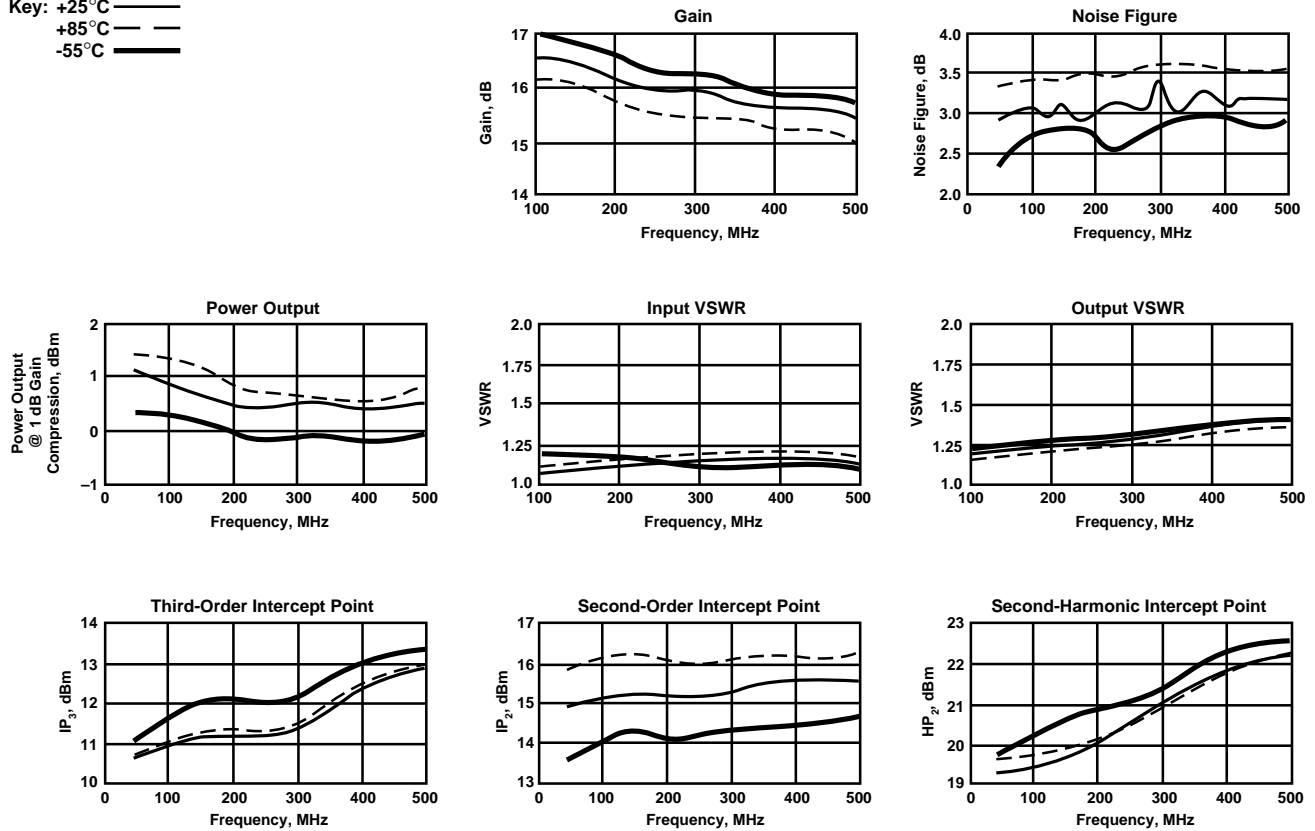 Key: +25°C
+85°C
-55°C
Gain
Gain, dB
17
16
15
14
100 200 300 400 500
Frequency, MHz
Noise Figure
Noise Figure, dB
4.0
3.5
3.0
2.5
2.0
0 100 200 300 400 500
Frequency, MHz
Power Output
Power Output
@ 1 dB Gain
Compression, dBm
2
1
0
–1
0 100 200 300 400 500
Frequency, MHz
Input VSWR
VSWR
2.0
1.75
1.5
1.25
1.0
100 200 300 400 500
Frequency, MHz
Output VSWR
VSWR
2.0
1.75
1.5
1.25
1.0
100 200 300 400 500
Frequency, MHz
Third-Order Intercept Point
IP3, dBm
14
13
12
11
10
0 100 200 300 400 500
Frequency, MHz
Second-Order Intercept Point
IP2, dBm
17
16
15
14
13
0 100 200 300 400 500
Frequency, MHz
Second-Harmonic Intercept Point
HP2, dBm
23
22
21
20
19
0 100 200 300 400 500
Frequency, MHz